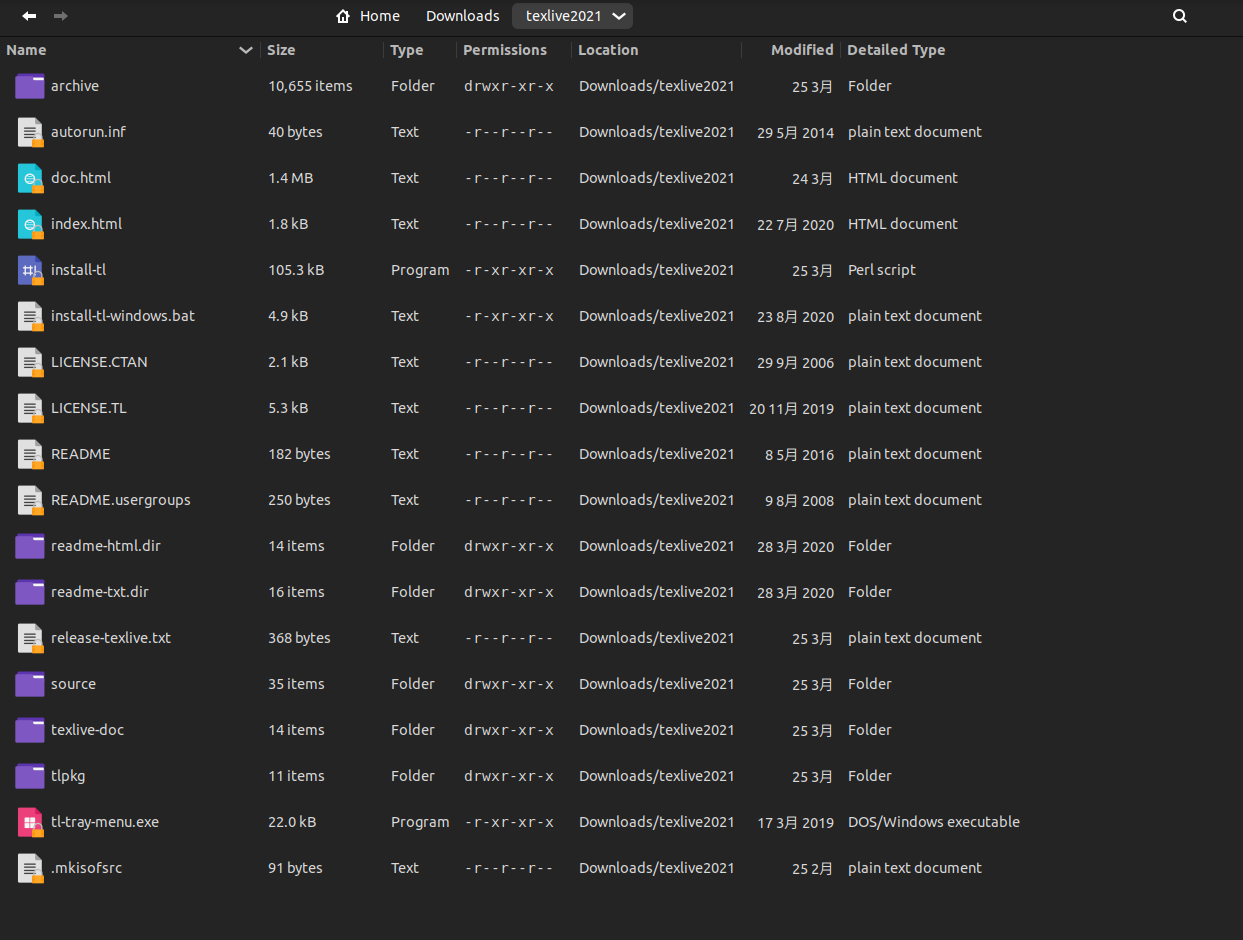 Home Downloads texlive2021
Name Size Type Permissions Location Modified Detailed Type
archive 10,655 items Folder drwxr-xr-x Downloads/texlive2021 25 3月 Folder
autorun.inf 40 bytes Text -r--r--r-- Downloads/texlive2021 29 5月 2014 plain text document
doc.html 1.4 MB Text -r--r--r-- Downloads/texlive2021 24 3月 HTML document
index.html 1.8 kB Text -r--r--r-- Downloads/texlive2021 22 7月 2020 HTML document
install-tl 105.3 kB Program -r-xr-xr-x Downloads/texlive2021 25 3月 Perl script
install-tl-windows.bat 4.9 kB Text -r-xr-xr-x Downloads/texlive2021 23 8月 2020 plain text document
LICENSE.CTAN 2.1 kB Text -r--r--r-- Downloads/texlive2021 29 9月 2006 plain text document
LICENSE.TL 5.3 kB Text -r--r--r-- Downloads/texlive2021 20 11月 2019 plain text document
README 182 bytes Text -r--r--r-- Downloads/texlive2021 8 5月 2016 plain text document
README.usergroups 250 bytes Text -r--r--r-- Downloads/texlive2021 9 8月 2008 plain text document
readme-html.dir 14 items Folder drwxr-xr-x Downloads/texlive2021 28 3月 2020 Folder
readme-txt.dir 16 items Folder drwxr-xr-x Downloads/texlive2021 28 3月 2020 Folder
release-texlive.txt 368 bytes Text -r--r--r-- Downloads/texlive2021 25 3月 plain text document
source 35 items Folder drwxr-xr-x Downloads/texlive2021 25 3月 Folder
texlive-doc 14 items Folder drwxr-xr-x Downloads/texlive2021 25 3月 Folder
tlpkg 11 items Folder drwxr-xr-x Downloads/texlive2021 25 3月 Folder
tl-tray-menu.exe 22.0 kB Program -r-xr-xr-x Downloads/texlive2021 17 3月 2019 DOS/Windows executable
.mkisofsrc 91 bytes Text -r--r--r-- Downloads/texlive2021 25 2月 plain text document